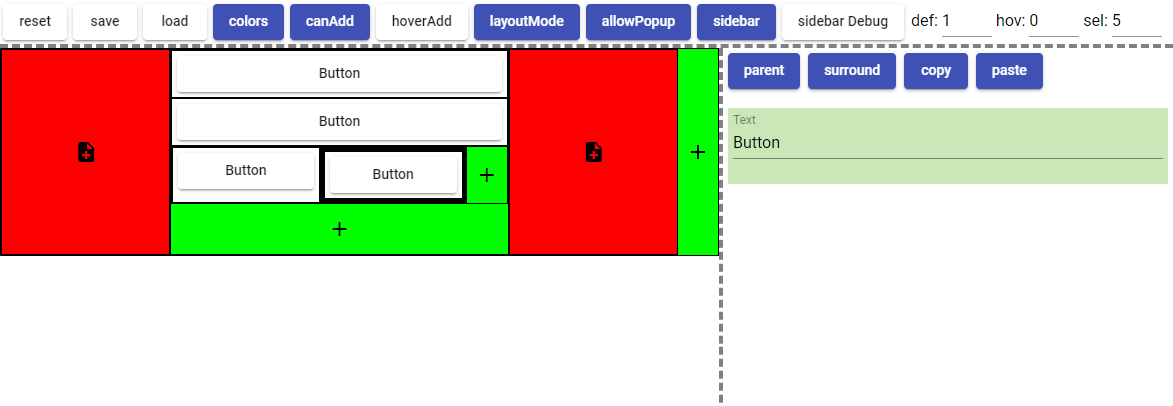 reset save load colors canAdd hoverAdd layoutMode allowPopup sidebar sidebar Debug def: 1 hov: 0 sel: 5
parent surround copy paste
Button
Button
Button Button +
+
+
Text
Button